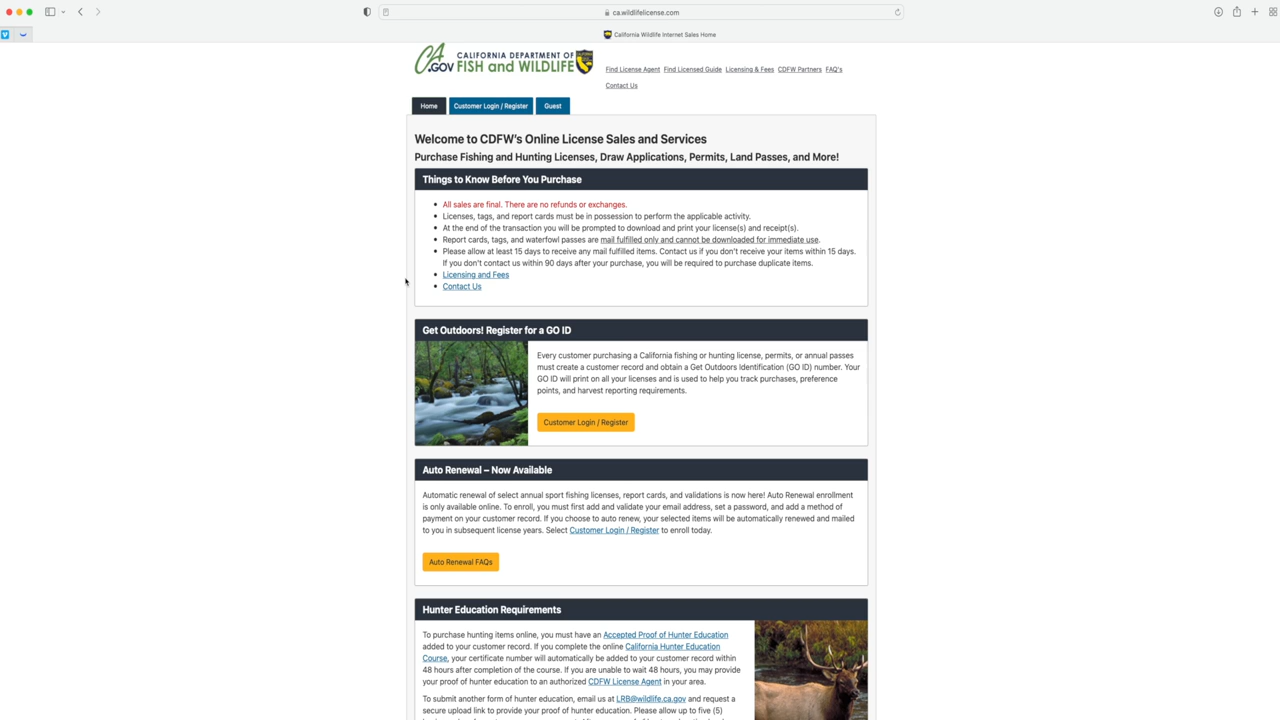 ca.wildlifelicense.com
California Wildlife Internet Sales Home
CA.GOV CALIFORNIA DEPARTMENT OF
FISH and WILDLIFE
Find License Agent Find Licensed Guide Licensing & Fees CDFW Partners FAQ's
Contact Us
Home Customer Login / Register Guest
Welcome to CDFW's Online License Sales and Services
Purchase Fishing and Hunting Licenses, Draw Applications, Permits, Land Passes, and More!
Things to Know Before You Purchase
All sales are final. There are no refunds or exchanges.
Licenses, tags, and report cards must be in possession to perform the applicable activity.
At the end of the transaction you will be prompted to download and print your license(s) and receipt(s).
Report cards, tags, and waterfowl passes are mail fulfilled only and cannot be downloaded for immediate use.
Please allow at least 15 days to receive any mail fulfilled items. Contact us if you don't receive your items within 15 days.
If you don't contact us within 90 days after your purchase, you will be required to purchase duplicate items.
Licensing and Fees
Contact Us
Get Outdoors! Register for a GO ID
Every customer purchasing a California fishing or hunting license, permits, or annual passes
must create a customer record and obtain a Get Outdoors Identification (GO ID) number. Your
GO ID will print on all your licenses and is used to help you track purchases, preference
points, and harvest reporting requirements.
Customer Login / Register
Auto Renewal – Now Available
Automatic renewal of select annual sport fishing licenses, report cards, and validations is now here! Auto Renewal enrollment
is only available online. To enroll, you must first add and validate your email address, set a password, and add a method of
payment on your customer record. If you choose to auto renew, your selected items will be automatically renewed and mailed
to you in subsequent license years. Select Customer Login / Register to enroll today.
Auto Renewal FAQs
Hunter Education Requirements
To purchase hunting items online, you must have an Accepted Proof of Hunter Education
added to your customer record. If you complete the online California Hunter Education
Course, your certificate number will automatically be added to your customer record within
48 hours after completion of the course. If you are unable to wait 48 hours, you may provide
your proof of hunter education to an authorized CDFW License Agent in your area.
To submit another form of hunter education, email us at LRB@wildlife.ca.gov and request a
secure upload link to provide your proof of hunter education. Please allow up to five (5)